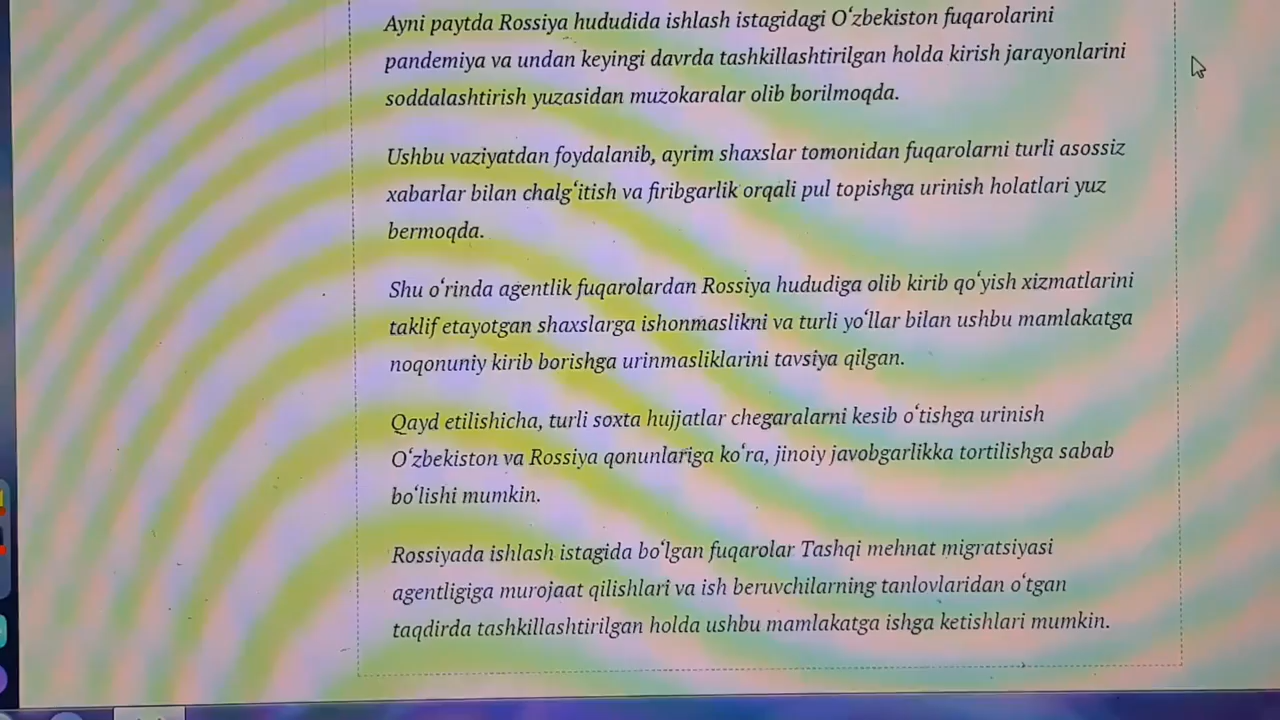 Ayni paytda Rossiya hududida ishlash istagidagi Oʻzbekiston fuqarolarini
pandemiya va undan keyingi davrda tashkillashtirilgan holda kirish jarayonlarini
soddalashtirish yuzasidan muzokaralar olib borilmoqda.
Ushbu vaziyatdan foydalanib, ayrim shaxslar tomonidan fuqarolarni turli asossiz
xabarlar bilan chalgʻitish va firibgarlik orqali pul topishga urinish holatlari yuz
bermoqda.
Shu oʻrinda agentlik fuqarolardan Rossiya hududiga olib kirib qoʻyish xizmatlarini
taklif etayotgan shaxslarga ishonmaslikni va turli yoʻllar bilan ushbu mamlakatga
noqonuniy kirib borishga urinmasliklarini tavsiya qilgan.
Qayd etilishicha, turli soxta hujjatlar chegaralarni kesib oʻtishga urinish
Oʻzbekiston va Rossiya qonunlariga koʻra, jinoiy javobgarlikka tortilishga sabab
boʻlishi mumkin.
Rossiyada ishlash istagida boʻlgan fuqarolar Tashqi mehnat migratsiyasi
agentligiga murojaat qilishlari va ish beruvchilarning tanlovlaridan oʻtgan
taqdirda tashkillashtirilgan holda ushbu mamlakatga ishga ketishlari mumkin.